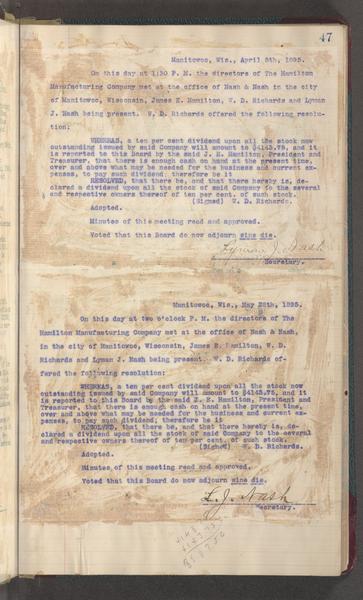 47
Manitowoc, Wis., April 8th, 1895.
On this day at 1:30 P. M. the directors of The Hamilton
Manufacturing Company met at the office of Nash & Nash in the city
of Manitowoc, Wisconsin, James E. Hamilton, W. D. Richards and Lyman
J. Nash being present. W. D. Richards offered the following resolu-
tion:
WHEREAS, a ten per cent dividend upon all the stock now
outstanding issued by said Company will amount to $4143.75, and it
is reported to this Board by the said J. E. Hamilton, President and
Treasurer, that there is enough cash on hand at the present time,
over and above what may be needed for the business and current ex-
penses, to pay such dividend, therefore be it
RESOLVED, that there be, and that there hereby is, de-
clared a dividend upon all the stock of said Company to the several
and respective owners thereof of ten per cent. of such stock.
(Signed) W. D. Richards.
Adopted.
Minutes of this meeting read and approved.
Voted that this Board do now adjourn sine die.
Lyman J. Nash
Secretary.
Manitowoc, Wis., May 28th, 1895.
On this day at two o'clock P. M. the directors of The
Hamilton Manufacturing Company met at the office of Nash & Nash,
in the city of Manitowoc, Wisconsin, James E. Hamilton, W. D.
Richards and Lyman J. Nash being present. W. D. Richards of-
fered the following resolution:
WHEREAS, a ten per cent dividend upon all the stock now
outstanding issued by said Company will amount to $4143.75, and it
is reported to this Board by the said J. E. Hamilton, President and
Treasurer, that there is enough cash on hand at the present time,
over and above what may be needed for the business and current ex-
penses, to pay such dividend; therefore be it
RESOLVED, that there be, and that there hereby is, de-
clared a dividend upon all the stock of said Company to the several
and respective owners thereof of ten per cent. of such stock.
(Signed) W. D. Richards.
Adopted.
Minutes of this meeting read and approved.
Voted that this Board do now adjourn sine die.
L. J. Nash
Secretary.